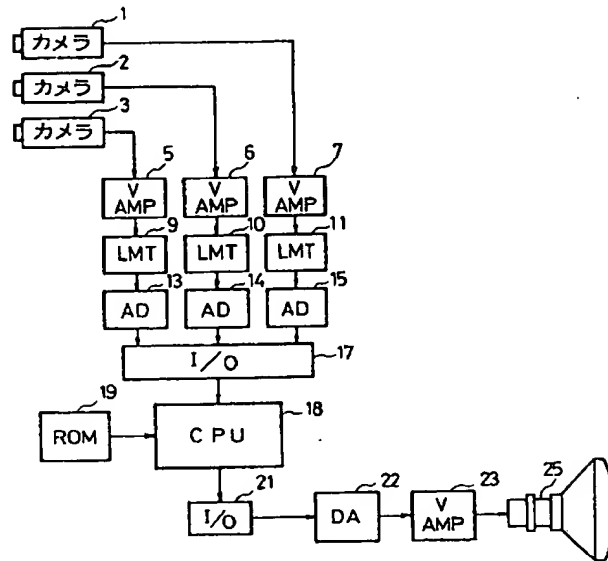 1
カメラ
2
カメラ
3
カメラ
5
6
7
V AMP
V AMP
V AMP
9
10
11
LMT
LMT
LMT
13
14
15
AD
AD
AD
I/O
17
19
18
ROM
CPU
21
22
23
25
I/O
DA
V AMP